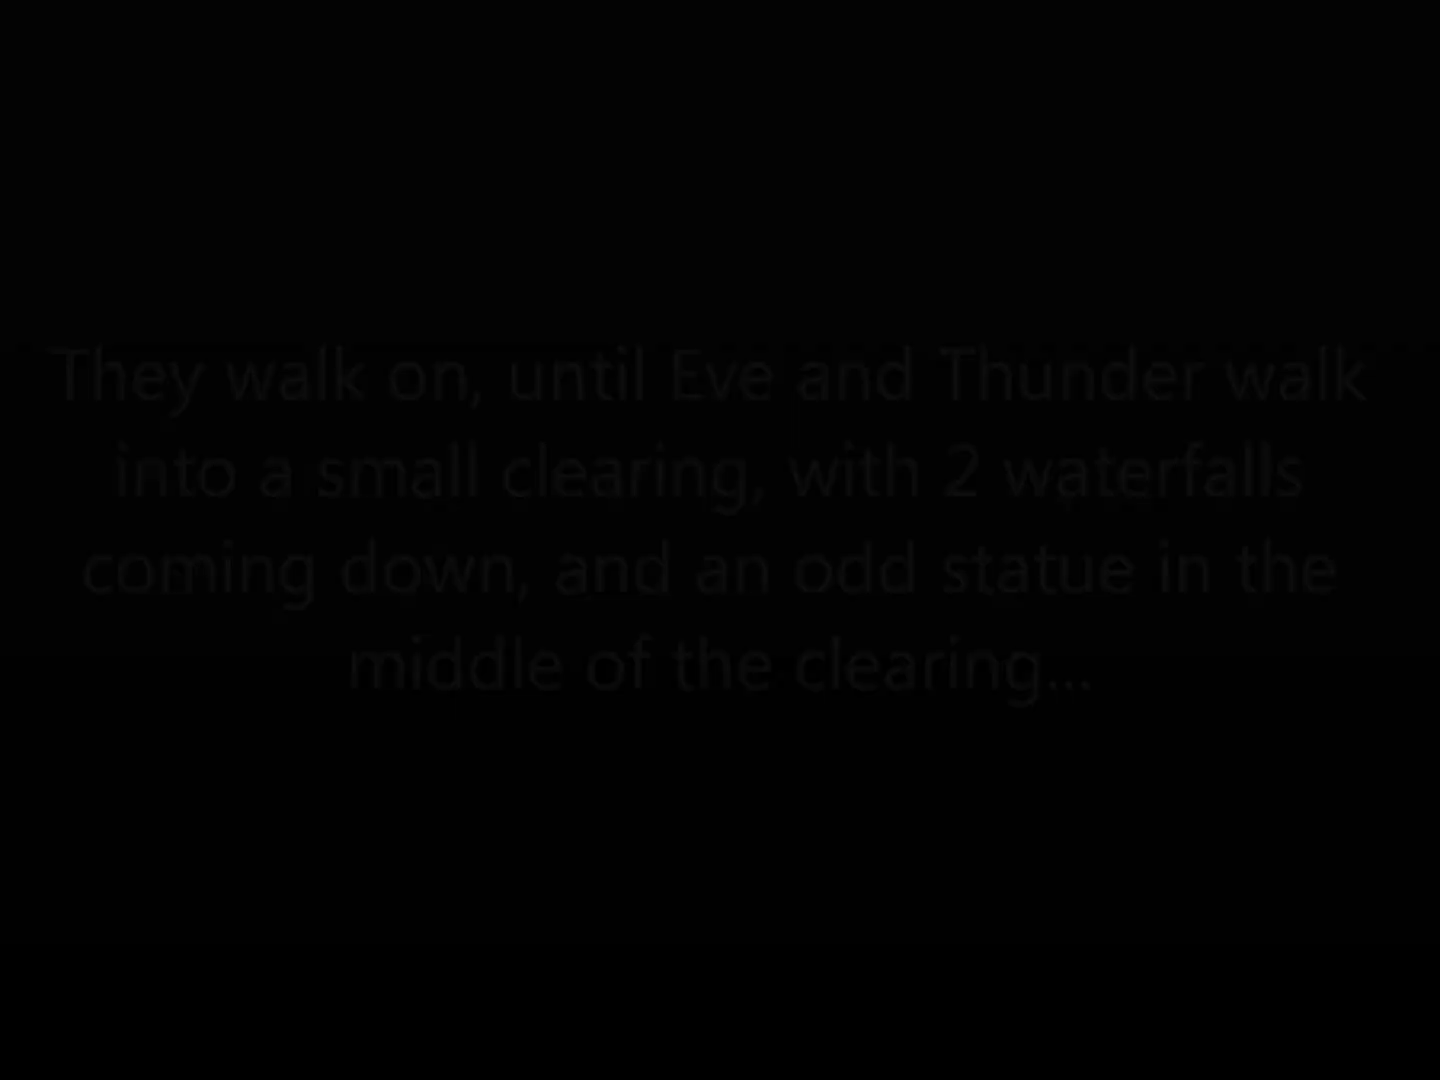 They walk on, until Eve and Thunder walk
into a small clearing, with 2 waterfalls
coming down, and an odd statue in the
middle of the clearing...